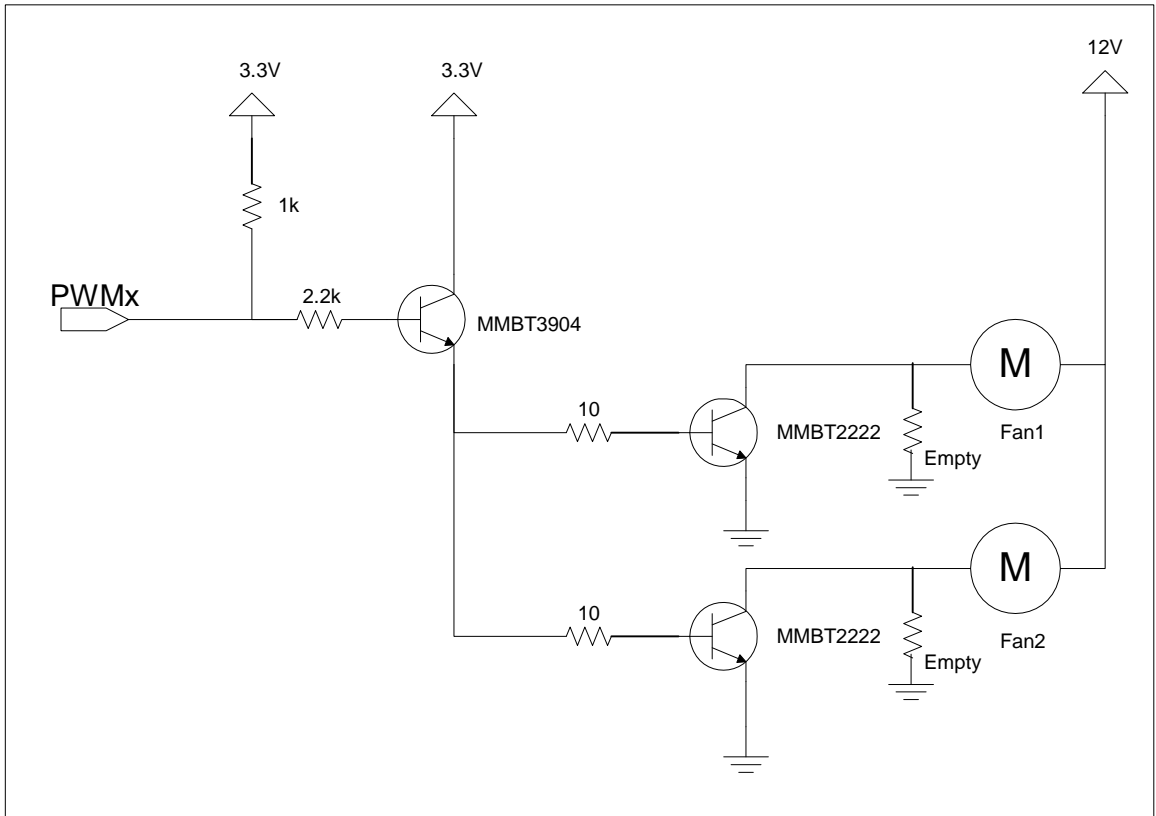 12V
3.3V
3.3V
1k
PWMx
2.2k
MMBT3904
M
10
MMBT2222
Fan1
Empty
M
10
MMBT2222
Fan2
Empty